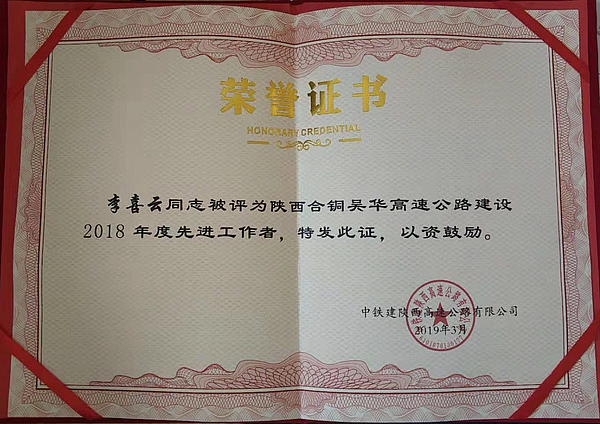 荣誉证书
HONORARY CREDENTIAL
李喜云同志被评为陕西合铜吴华高速公路建设
2018 年度先进工作者，特发此证，以资鼓励。
中铁建陕西高速公路有限公司
2019年3月